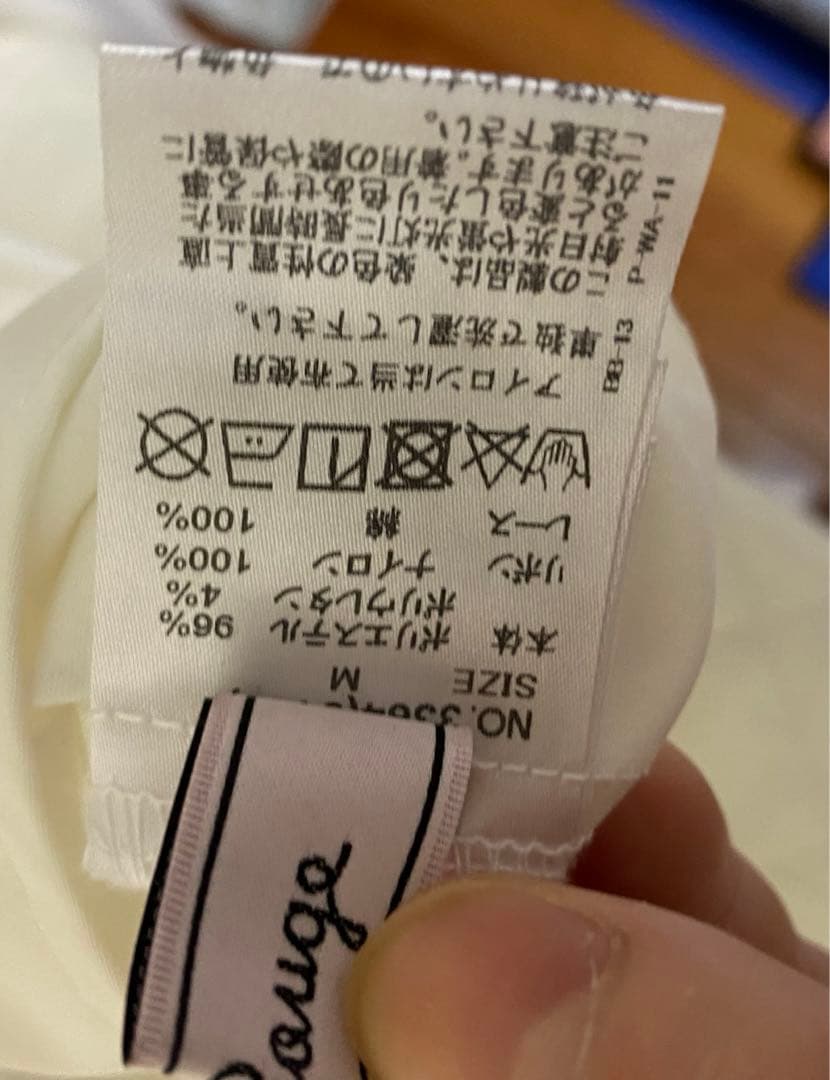 NO.
SIZE M
本体 ポリエステル 96%
ポリウレタン 4%
リボン ナイロン 100%
レース 綿 100%
アイロンは当て布使用
単独で洗濯して下さい。
BB-13
この製品は、染色の性質上直
射日光や蛍光灯に長時間当た
ると変色したり色あせする事
があります。着用の際や保管に
ご注意下さい。
P-WA-11
ouge